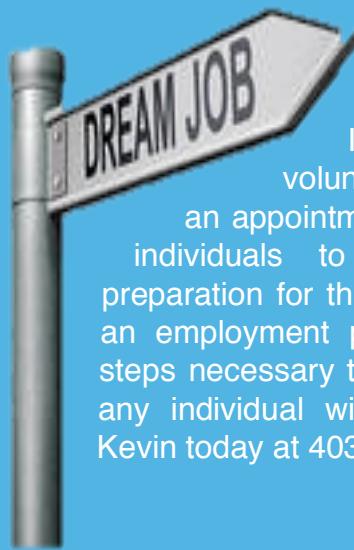 DREAM JOB
volun
an appointm
individuals to
preparation for th
an employment p
steps necessary t
any individual wi
Kevin today at 403